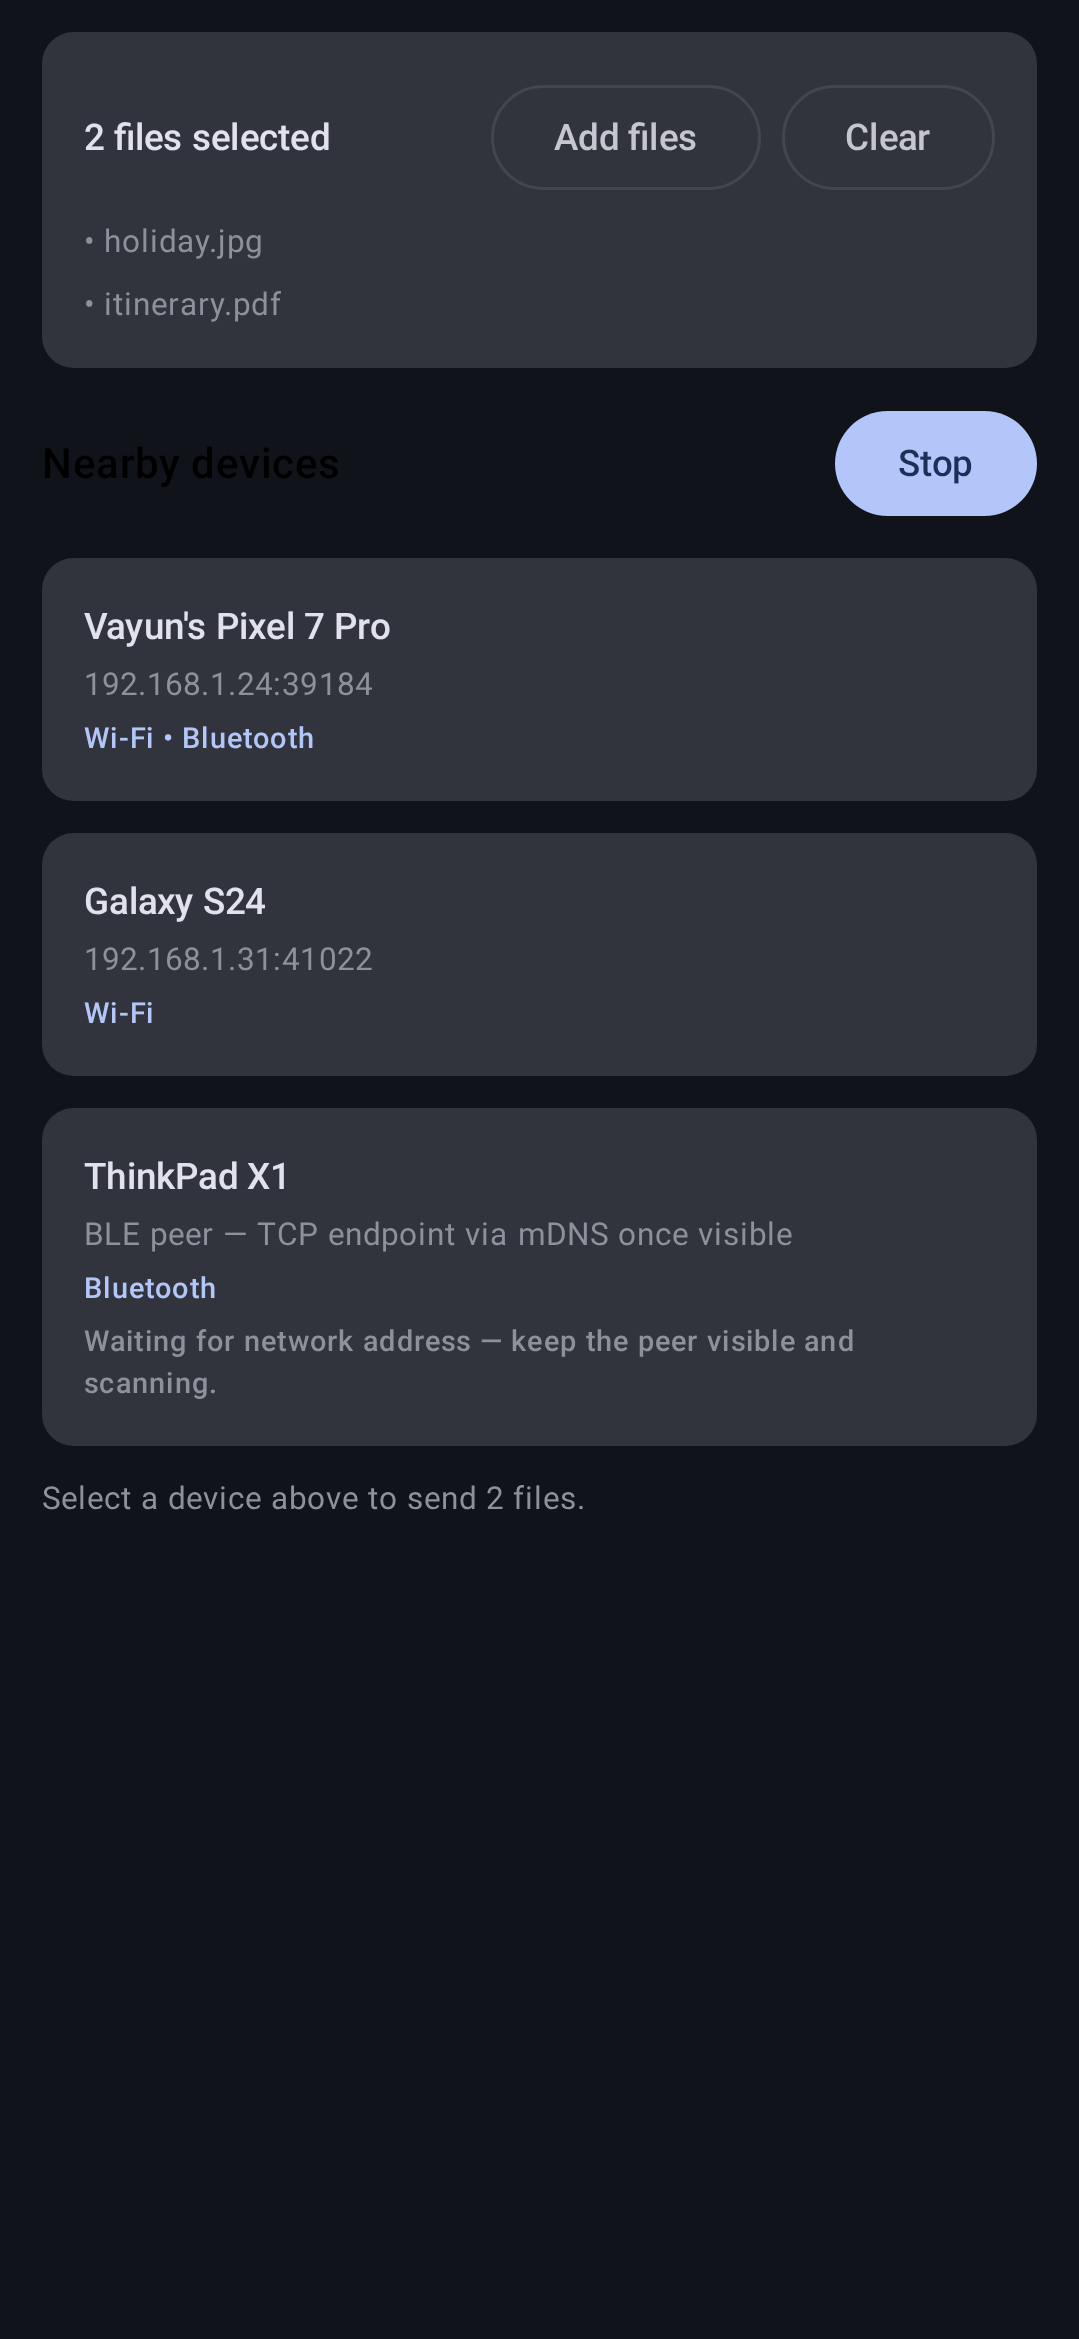 2 files selected
Add files
Clear
• holiday.jpg
• itinerary.pdf
Nearby devices
Stop
Vayun's Pixel 7 Pro
192.168.1.24:39184
Wi-Fi • Bluetooth
Galaxy S24
192.168.1.31:41022
Wi-Fi
ThinkPad X1
BLE peer — TCP endpoint via mDNS once visible
Bluetooth
Waiting for network address — keep the peer visible and
scanning.
Select a device above to send 2 files.